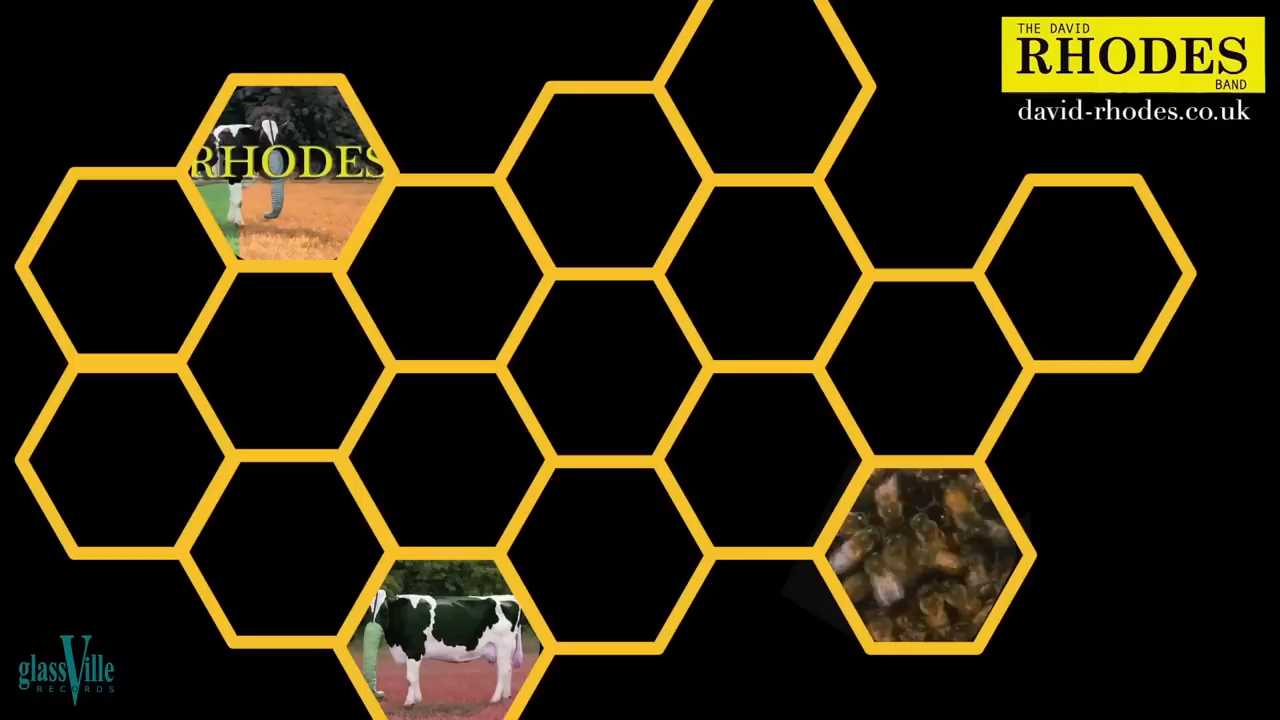 THE DAVID
RHODES
BAND
david-rhodes.co.uk
RHODES
glassVille
RECORDS